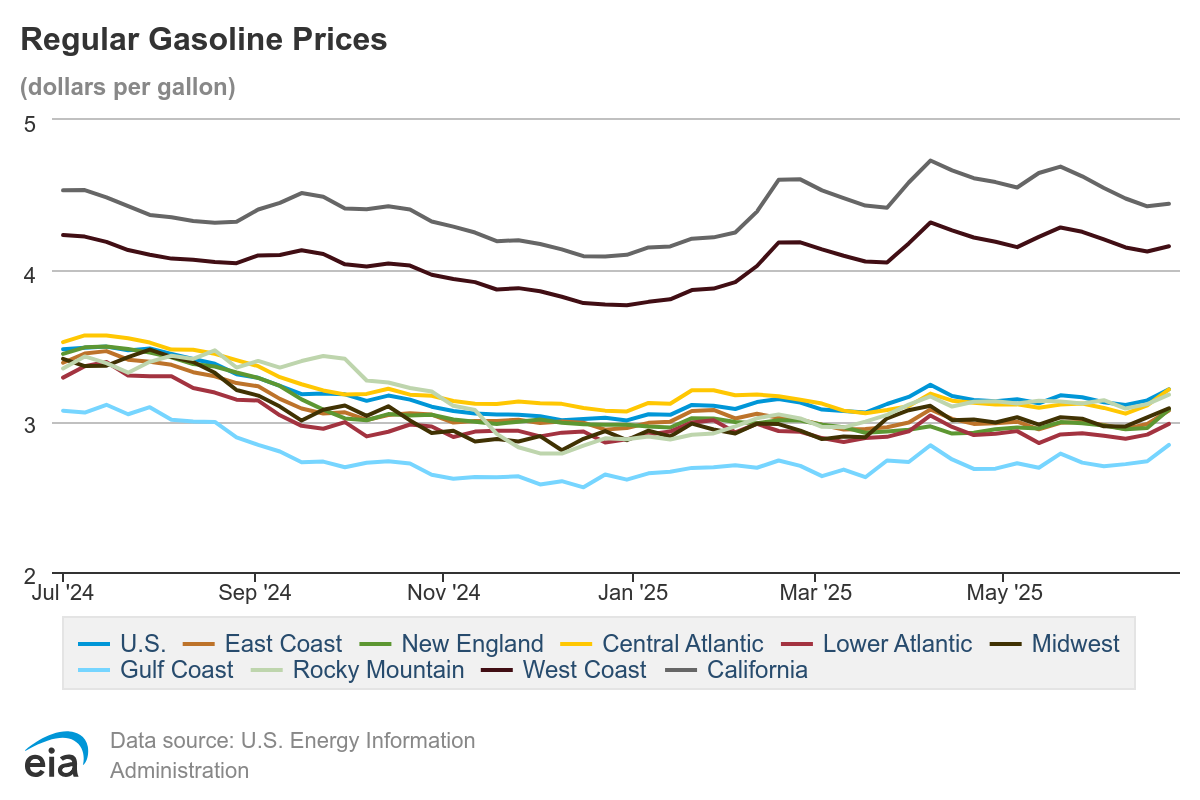 Regular Gasoline Prices
(dollars per gallon)
5
4
3
2
Jul '24 Sep '24 Nov '24 Jan '25 Mar '25 May '25
U.S. East Coast New England Central Atlantic Lower Atlantic Midwest
Gulf Coast Rocky Mountain West Coast California
eia
Data source: U.S. Energy Information
Administration